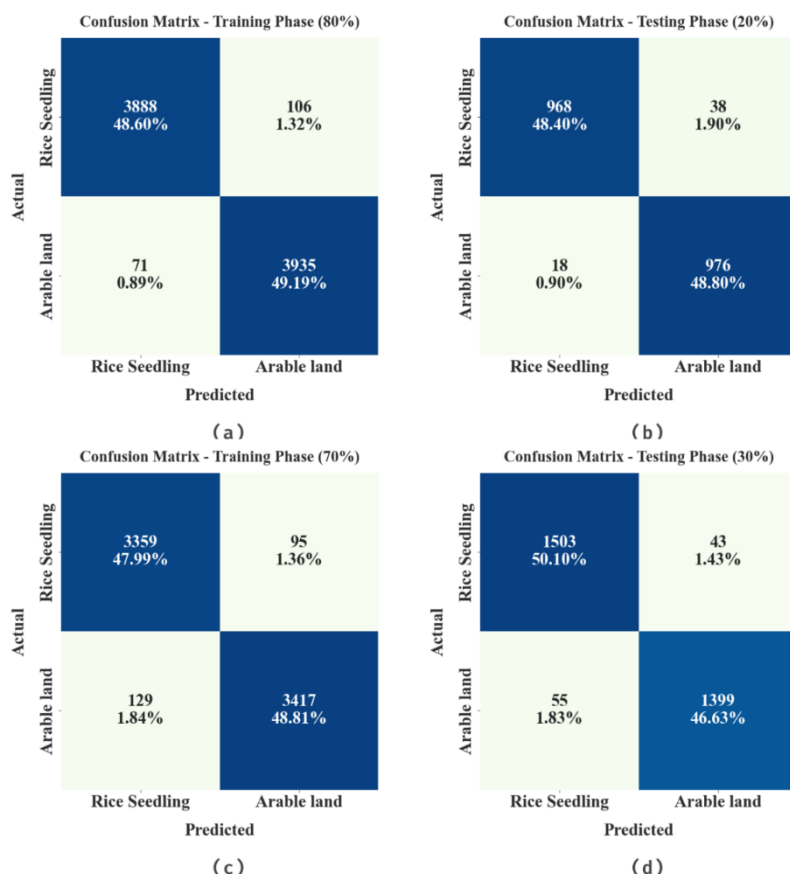 Confusion Matrix - Training Phase (80%)
Rice Seedling
Arable land
Actual
3888
48.60%
106
1.32%
71
0.89%
3935
49.19%
Rice Seedling
Arable land
Predicted
(a)
Confusion Matrix - Testing Phase (20%)
Rice Seedling
Arable land
Actual
968
48.40%
38
1.90%
18
0.90%
976
48.80%
Rice Seedling
Arable land
Predicted
(b)
Confusion Matrix - Training Phase (70%)
Rice Seedling
Arable land
Actual
3359
47.99%
95
1.36%
129
1.84%
3417
48.81%
Rice Seedling
Arable land
Predicted
(c)
Confusion Matrix - Testing Phase (30%)
Rice Seedling
Arable land
Actual
1503
50.10%
43
1.43%
55
1.83%
1399
46.63%
Rice Seedling
Arable land
Predicted
(d)